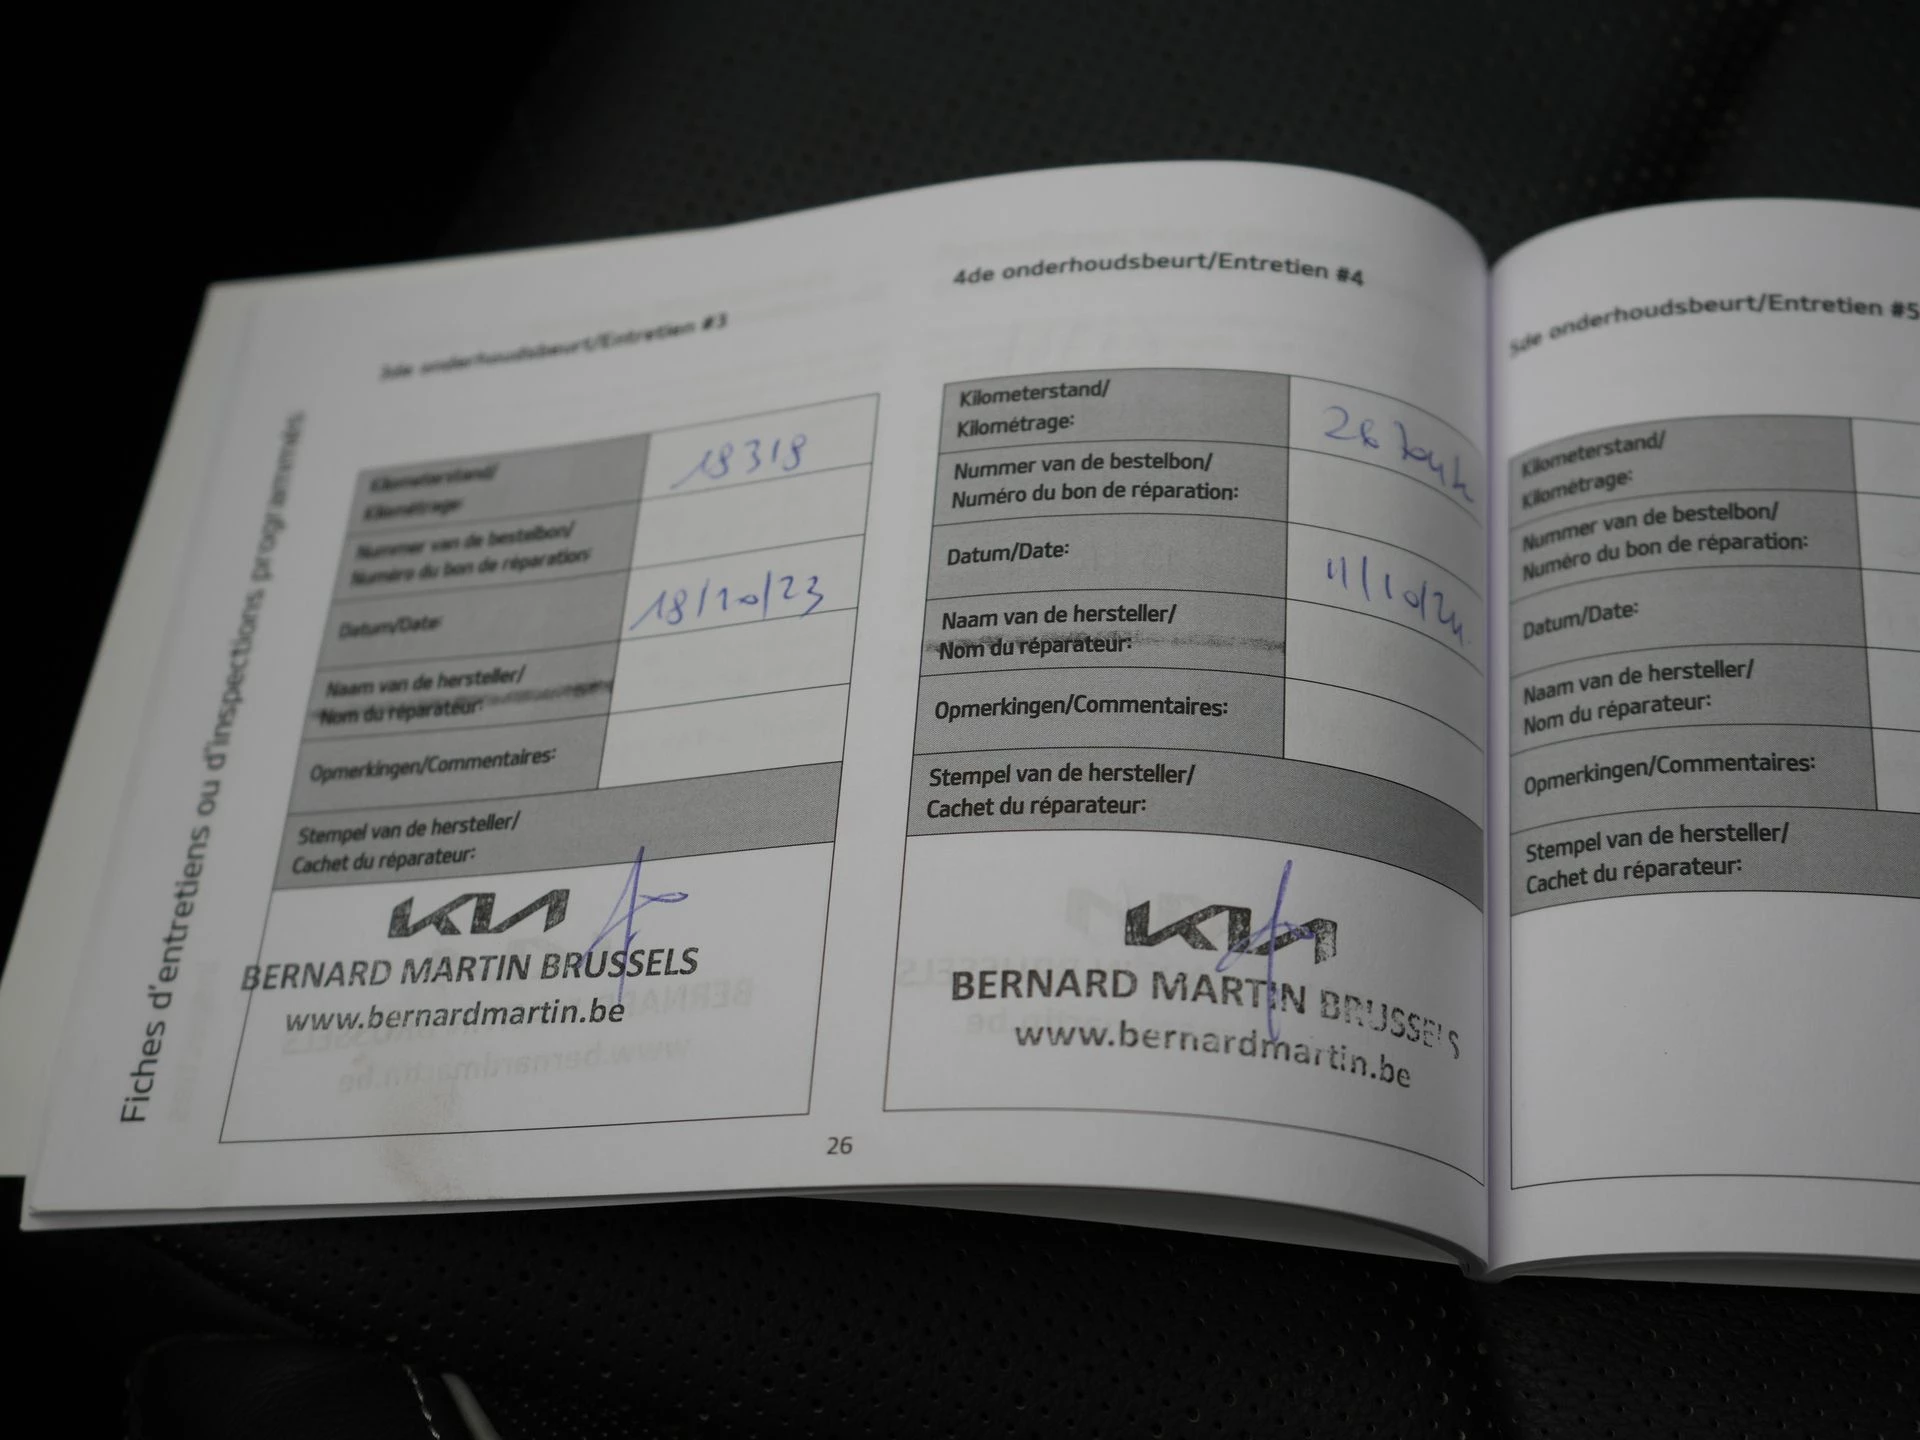 Fiches d'entretiens ou d'inspections programmés
3de onderhoudsbeurt/Entretien #3
Kilometerstand/
Kilométrage:
18318
Nummer van de bestelbon/
Numéro du bon de réparation:
Datum/Date:
18/10/23
Naam van de hersteller/
Nom du réparateur:
Opmerkingen/Commentaires:
Stempel van de hersteller/
Cachet du réparateur:
KIA
BERNARD MARTIN BRUSSELS
www.bernardmartin.be
4de onderhoudsbeurt/Entretien #4
Kilometerstand/
Kilométrage:
Nummer van de bestelbon/
Numéro du bon de réparation:
Datum/Date:
11/10/24
Naam van de hersteller/
Nom du réparateur:
Opmerkingen/Commentaires:
Stempel van de hersteller/
Cachet du réparateur:
KIA
BERNARD MARTIN BRUSSELS
www.bernardmartin.be
26
5de onderhoudsbeurt/Entretien #5
Kilometerstand/
Kilométrage:
Nummer van de bestelbon/
Numéro du bon de réparation:
Datum/Date:
Naam van de hersteller/
Nom du réparateur:
Opmerkingen/Commentaires:
Stempel van de hersteller/
Cachet du réparateur: